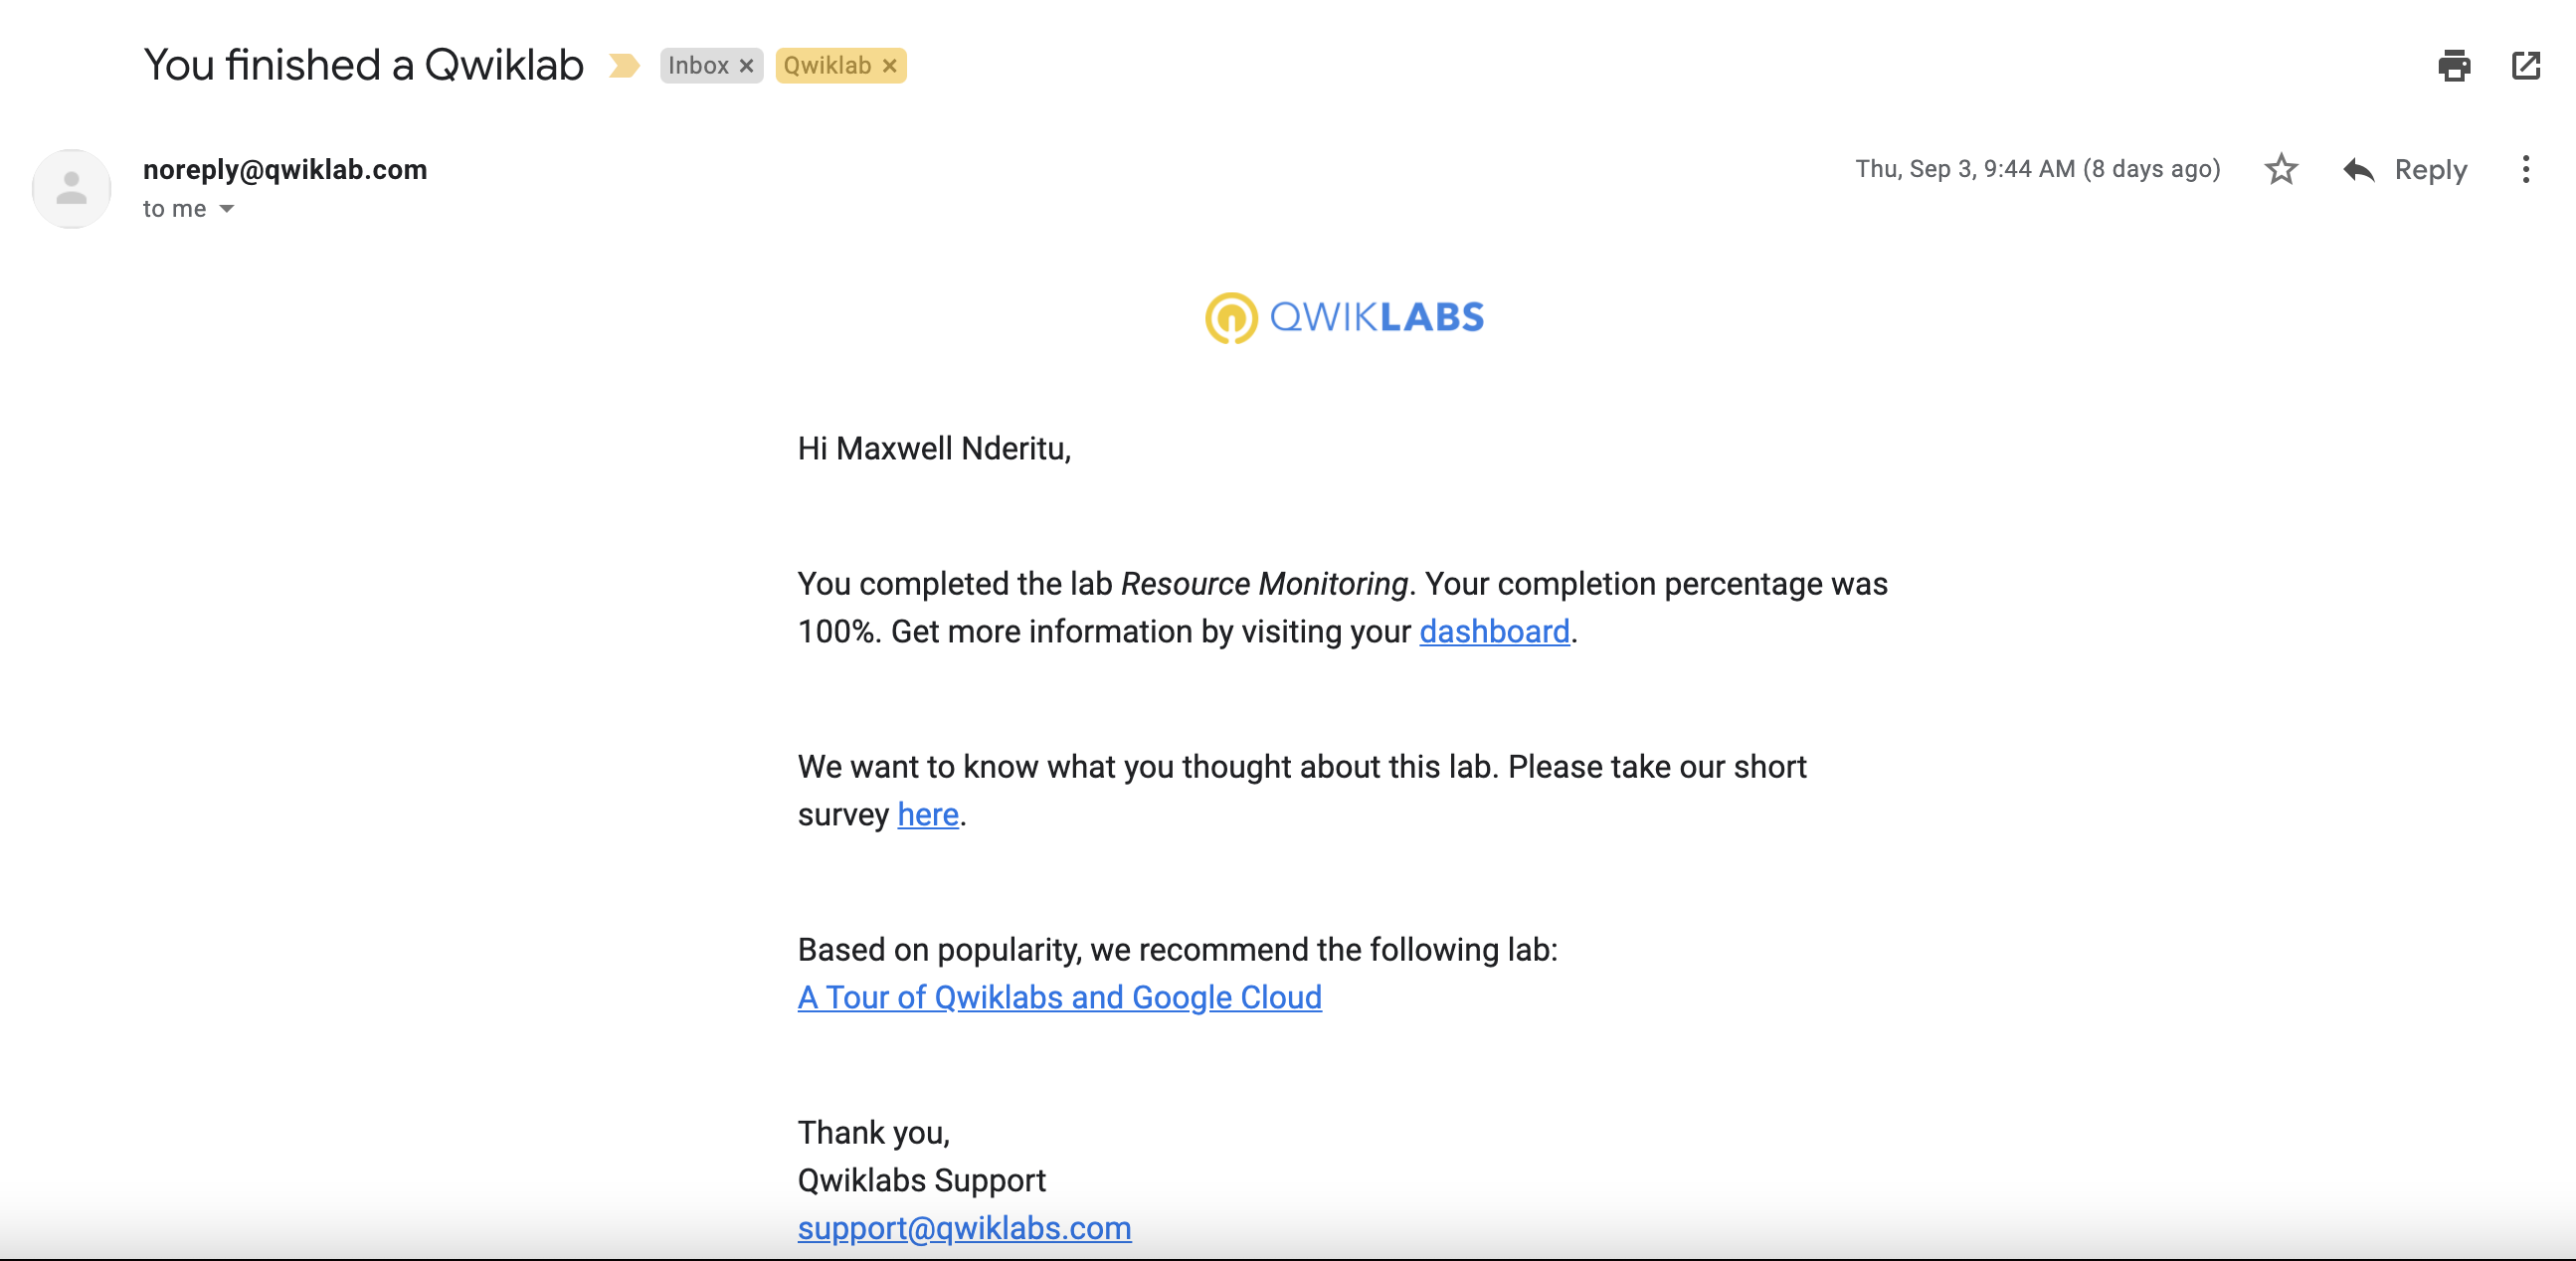 You finished a Qwiklab Inbox × Qwiklab ×
noreply@qwiklab.com Thu, Sep 3, 9:44 AM (8 days ago) Reply
to me
QWIKLABS
Hi Maxwell Nderitu,
You completed the lab Resource Monitoring. Your completion percentage was
100%. Get more information by visiting your dashboard.
We want to know what you thought about this lab. Please take our short
survey here.
Based on popularity, we recommend the following lab:
A Tour of Qwiklabs and Google Cloud
Thank you,
Qwiklabs Support
support@qwiklabs.com